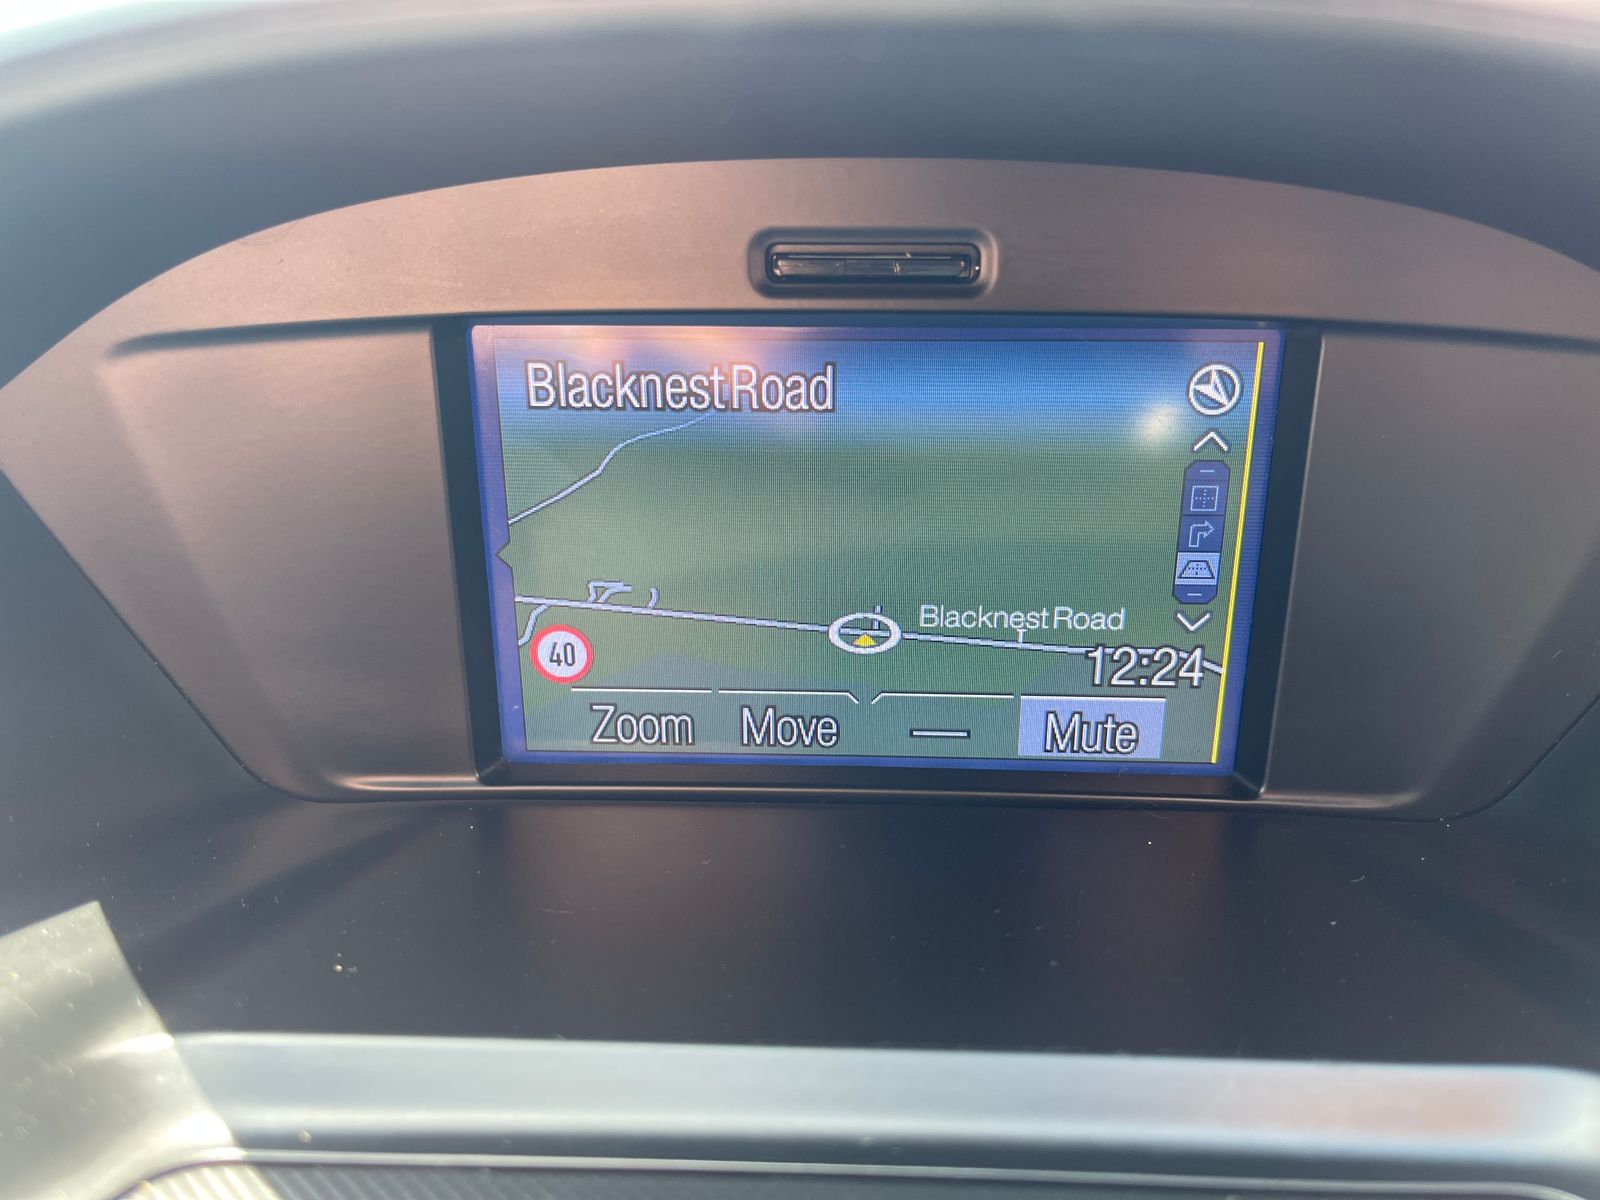 Blacknest Road
Blacknest Road
40
12:24
Zoom Move Mute